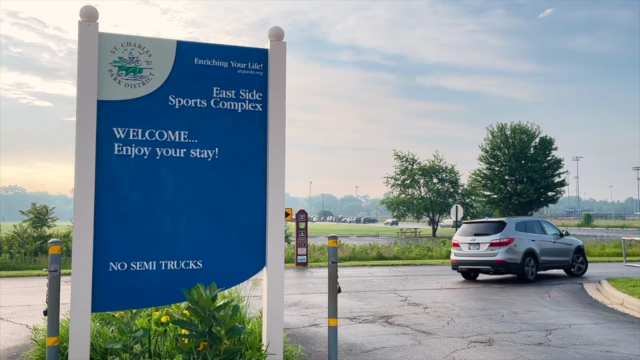 ST. CHARLES
PARK DISTRICT
Enriching Your Life!
East Side
Sports Complex
WELCOME...
Enjoy your stay!
NO SEMI TRUCKS